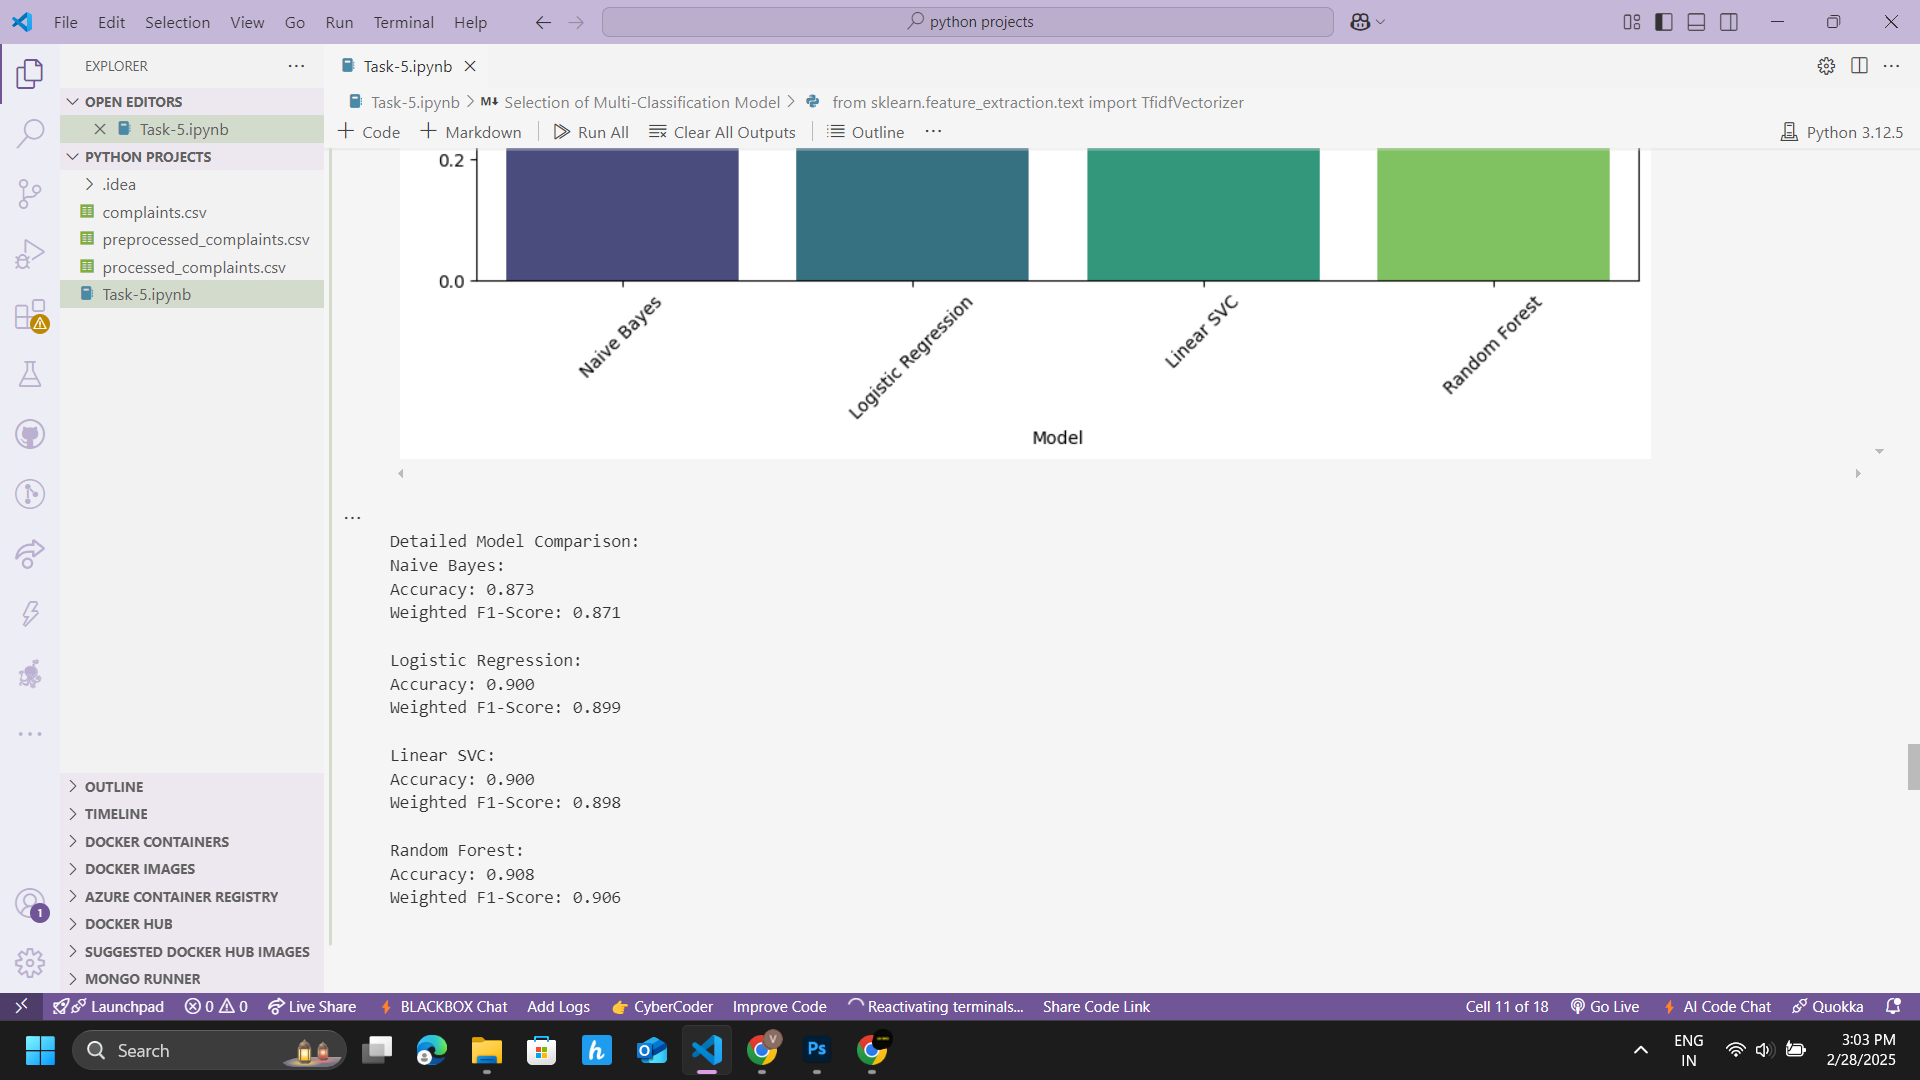 File Edit Selection View Go Run Terminal Help
python projects
EXPLORER
OPEN EDITORS
Task-5.ipynb
PYTHON PROJECTS
.idea
complaints.csv
preprocessed_complaints.csv
processed_complaints.csv
Task-5.ipynb
OUTLINE
TIMELINE
DOCKER CONTAINERS
DOCKER IMAGES
AZURE CONTAINER REGISTRY
DOCKER HUB
SUGGESTED DOCKER HUB IMAGES
MONGO RUNNER
1
Task-5.ipynb
Task-5.ipynb > M↓ Selection of Multi-Classification Model > from sklearn.feature_extraction.text import TfidfVectorizer
+ Code + Markdown Run All Clear All Outputs Outline ... Python 3.12.5
0.2
0.0
Naive Bayes
Logistic Regression
Linear SVC
Random Forest
Model
...
Detailed Model Comparison:
Naive Bayes:
Accuracy: 0.873
Weighted F1-Score: 0.871
Logistic Regression:
Accuracy: 0.900
Weighted F1-Score: 0.899
Linear SVC:
Accuracy: 0.900
Weighted F1-Score: 0.898
Random Forest:
Accuracy: 0.908
Weighted F1-Score: 0.906
Launchpad 0 0 Live Share BLACKBOX Chat Add Logs CyberCoder Improve Code Reactivating terminals... Share Code Link Cell 11 of 18 Go Live AI Code Chat Quokka
Search
h
V
Ps
ENG
IN
3:03 PM
2/28/2025